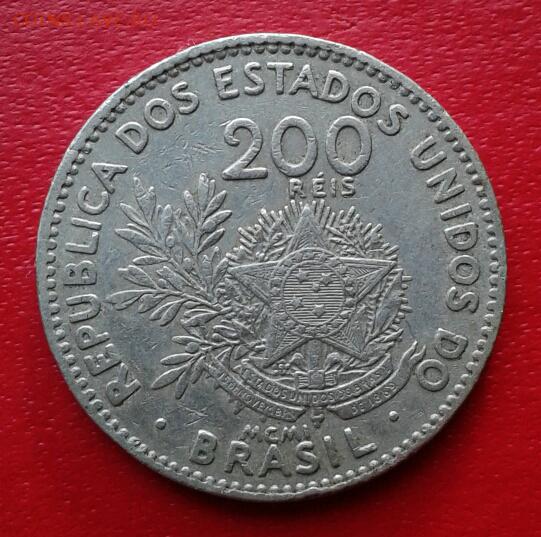 REPUBLICA DOS ESTADOS UNIDOS DO
200
RÉIS
MCMI
· BRASIL ·